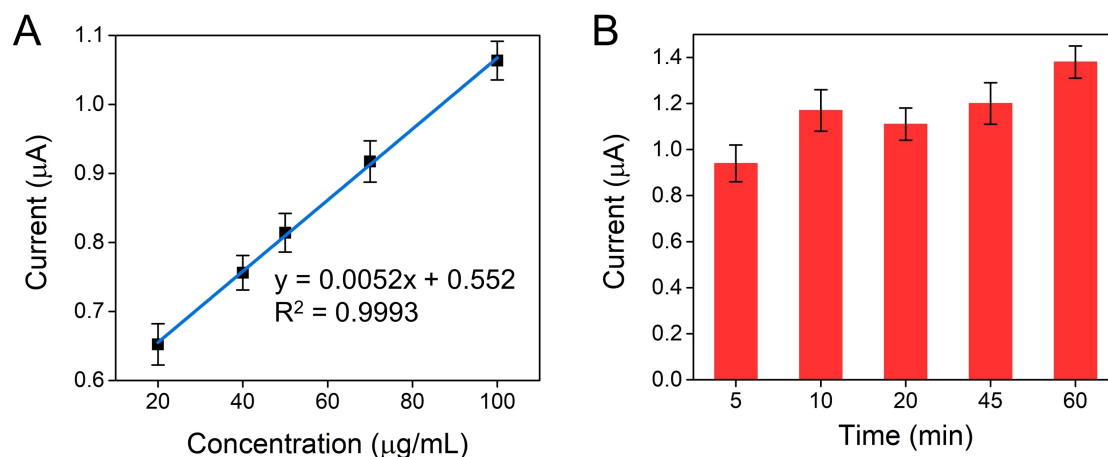 A
Current (μA)
1.1
1.0
0.9
0.8
0.7
0.6
y = 0.0052x + 0.552
R² = 0.9993
20 40 60 80 100
Concentration (μg/mL)
B
Current (μA)
1.4
1.2
1.0
0.8
0.6
0.4
0.2
0.0
5 10 20 45 60
Time (min)